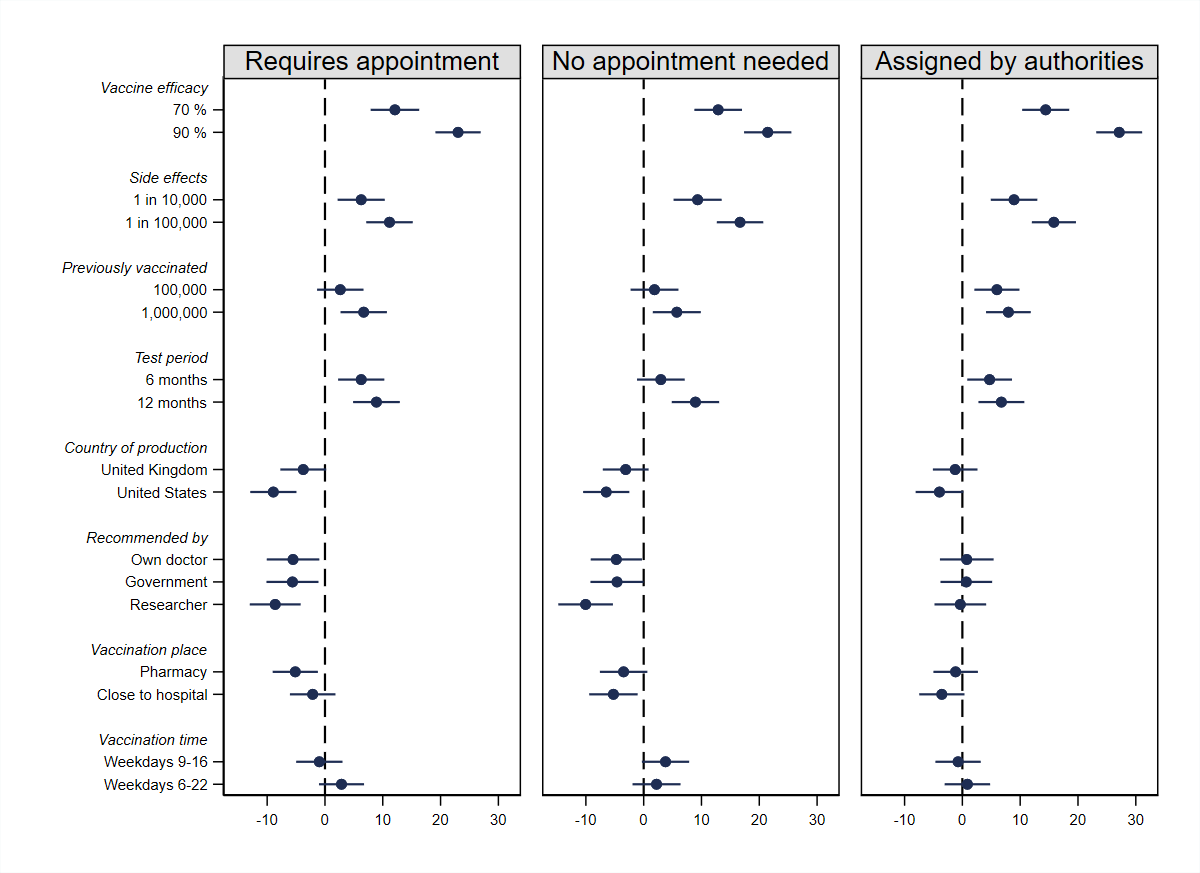 Requires appointment
No appointment needed
Assigned by authorities
Vaccine efficacy
70 %
90 %
Side effects
1 in 10,000
1 in 100,000
Previously vaccinated
100,000
1,000,000
Test period
6 months
12 months
Country of production
United Kingdom
United States
Recommended by
Own doctor
Government
Researcher
Vaccination place
Pharmacy
Close to hospital
Vaccination time
Weekdays 9-16
Weekdays 6-22
-10 0 10 20 30
-10 0 10 20 30
-10 0 10 20 30